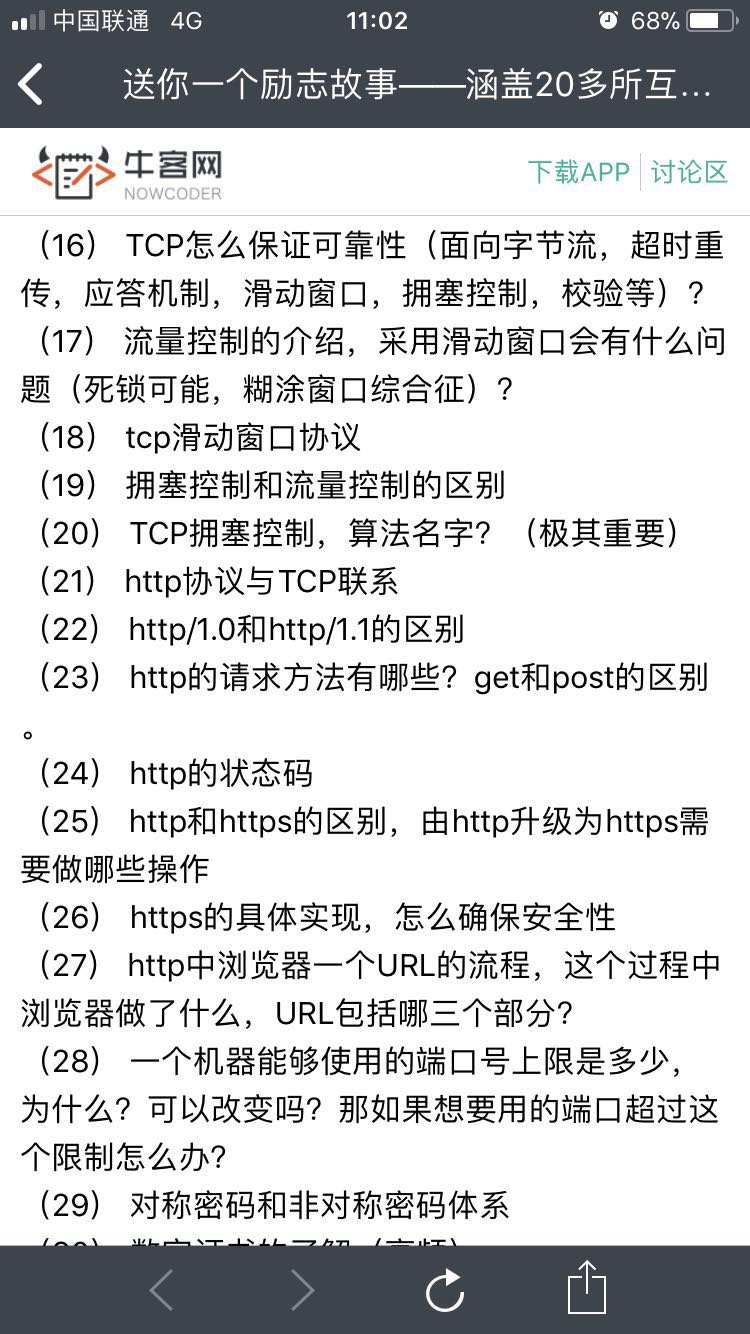 中国联通 4G 11:02 68%
送你一个励志故事——涵盖20多所互...
牛客网
NOWCODER
下载APP 讨论区
（16） TCP怎么保证可靠性（面向字节流，超时重
传，应答机制，滑动窗口，拥塞控制，校验等）?
（17） 流量控制的介绍，采用滑动窗口会有什么问
题（死锁可能，糊涂窗口综合征）?
（18） tcp滑动窗口协议
（19） 拥塞控制和流量控制的区别
（20） TCP拥塞控制，算法名字？（极其重要）
（21） http协议与TCP联系
（22） http/1.0和http/1.1的区别
（23） http的请求方法有哪些？get和post的区别
。
（24） http的状态码
（25） http和https的区别，由http升级为https需
要做哪些操作
（26） https的具体实现，怎么确保安全性
（27） http中浏览器一个URL的流程，这个过程中
浏览器做了什么，URL包括哪三个部分？
（28） 一个机器能够使用的端口号上限是多少，
为什么？可以改变吗？那如果想要用的端口超过这
个限制怎么办？
（29） 对称密码和非对称密码体系